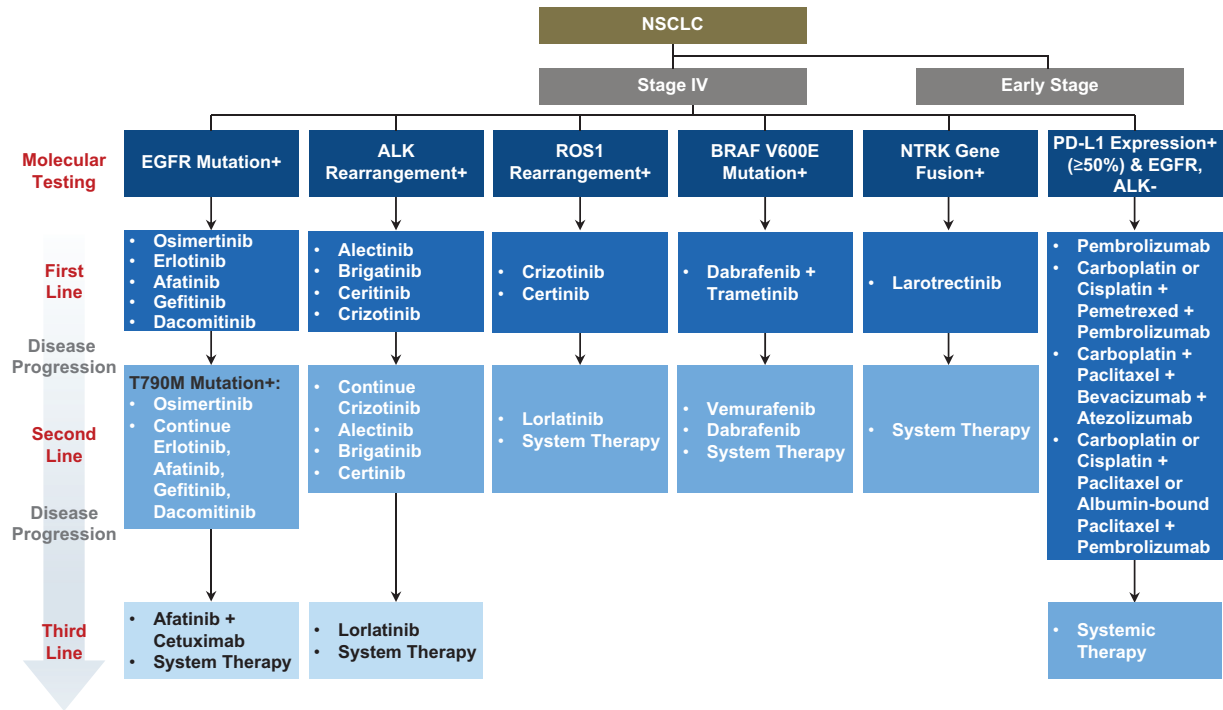 NSCLC
Stage IV
Early Stage
Molecular
Testing
EGFR Mutation+
ALK
Rearrangement+
ROS1
Rearrangement+
BRAF V600E
Mutation+
NTRK Gene
Fusion+
PD-L1 Expression+
(≥50%) & EGFR,
ALK-
First
Line
• Osimertinib
• Erlotinib
• Afatinib
• Gefitinib
• Dacomitinib
• Alectinib
• Brigatinib
• Ceritinib
• Crizotinib
• Crizotinib
• Certinib
• Dabrafenib +
Trametinib
• Larotrectinib
• Pembrolizumab
• Carboplatin or
Cisplatin +
Pemetrexed +
Pembrolizumab
• Carboplatin +
Paclitaxel +
Bevacizumab +
Atezolizumab
• Carboplatin or
Cisplatin +
Paclitaxel or
Albumin-bound
Paclitaxel +
Pembrolizumab
Disease
Progression
Second
Line
T790M Mutation+:
• Osimertinib
• Continue
Erlotinib,
Afatinib,
Gefitinib,
Dacomitinib
• Continue
Crizotinib
• Alectinib
• Brigatinib
• Certinib
• Lorlatinib
• System Therapy
• Vemurafenib
• Dabrafenib
• System Therapy
• System Therapy
Disease
Progression
Third
Line
• Afatinib +
Cetuximab
• System Therapy
• Lorlatinib
• System Therapy
• Systemic
Therapy